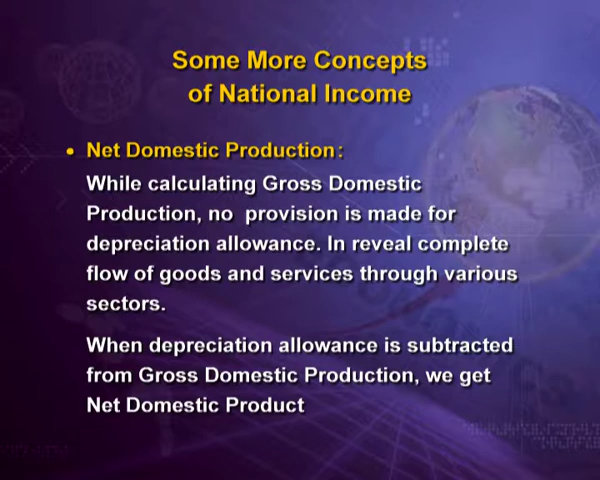 Some More Concepts
of National Income
• Net Domestic Production:
While calculating Gross Domestic
Production, no provision is made for
depreciation allowance. In reveal complete
flow of goods and services through various
sectors.
When depreciation allowance is subtracted
from Gross Domestic Production, we get
Net Domestic Product